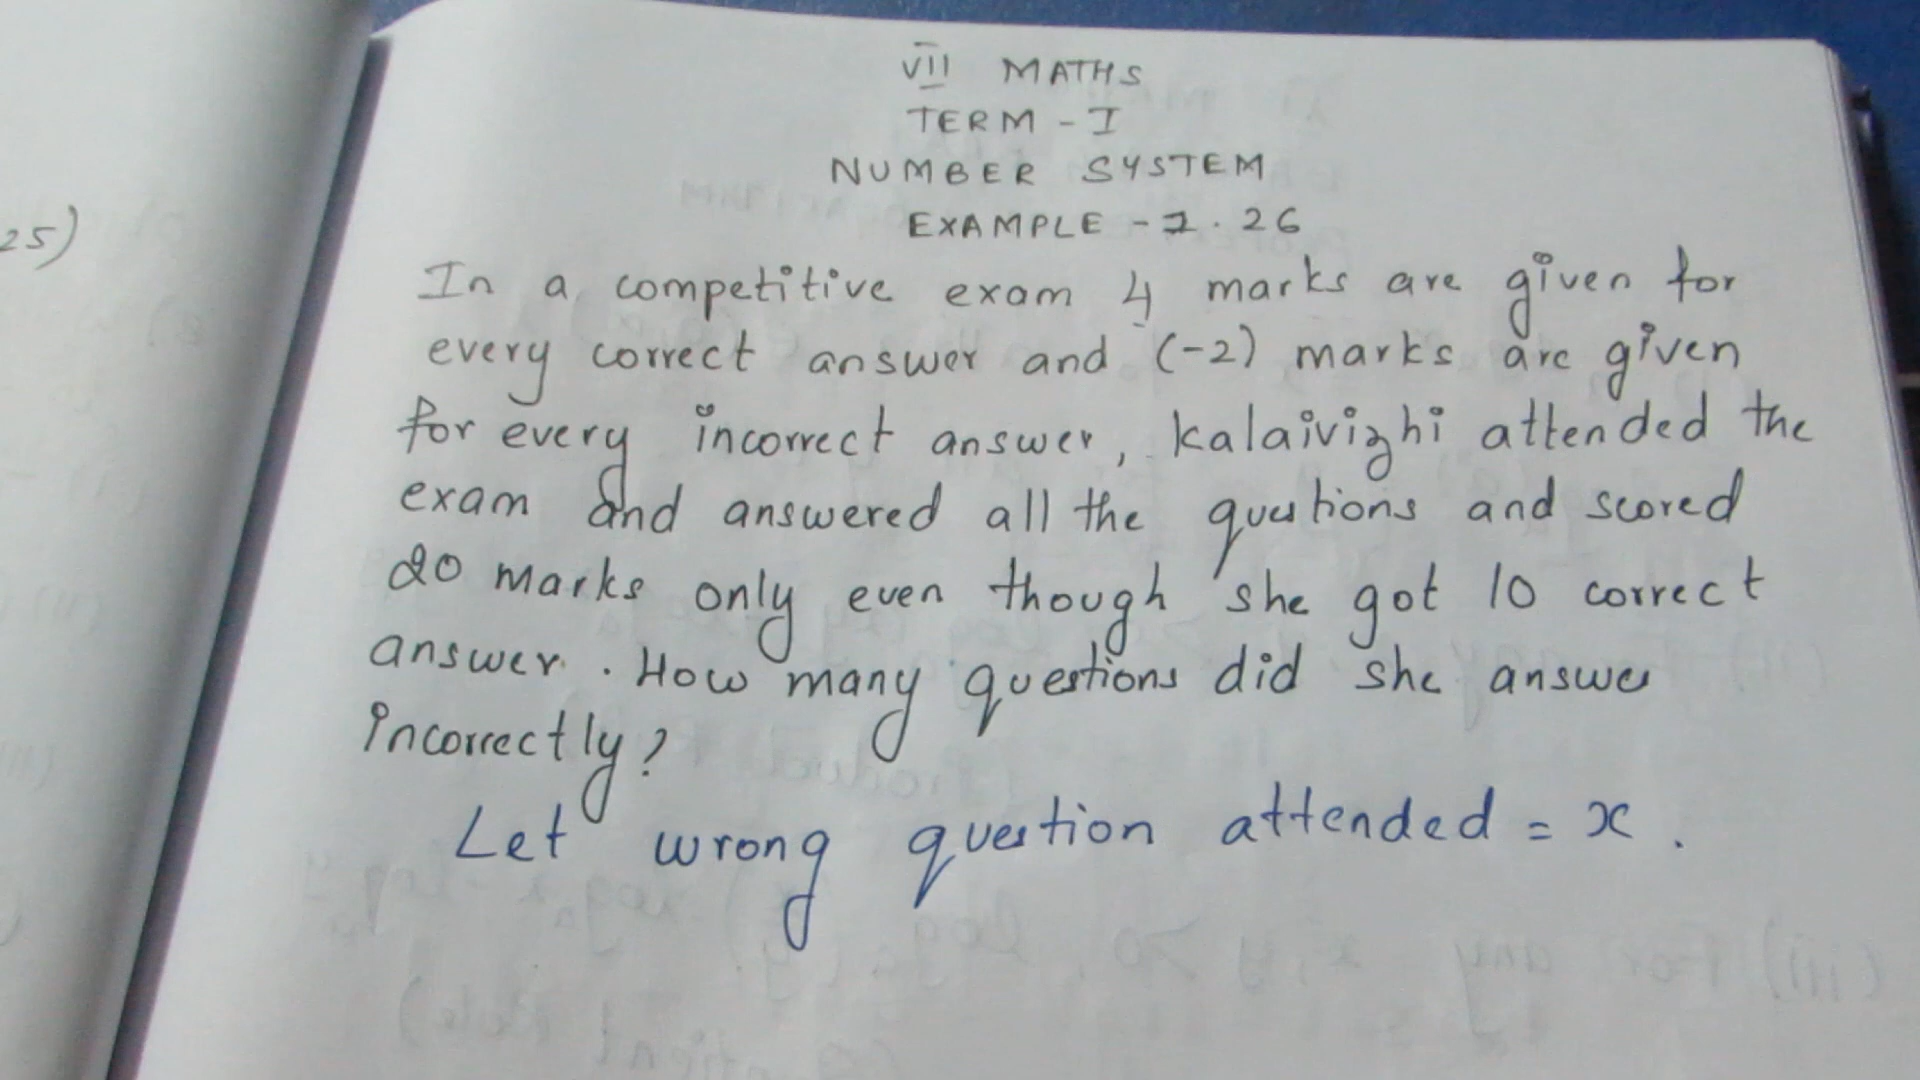 25)
VII MATHS
TERM - I
NUMBER SYSTEM
EXAMPLE - 1.26
In a competitive exam 4 marks are given for
every correct answer and (-2) marks are given
for every incorrect answer, kalaivizhi attended the
exam and answered all the questions and scored
20 marks only even though she got 10 correct
answer. How many questions did she answer
incorrectly?
Let wrong question attended = x.